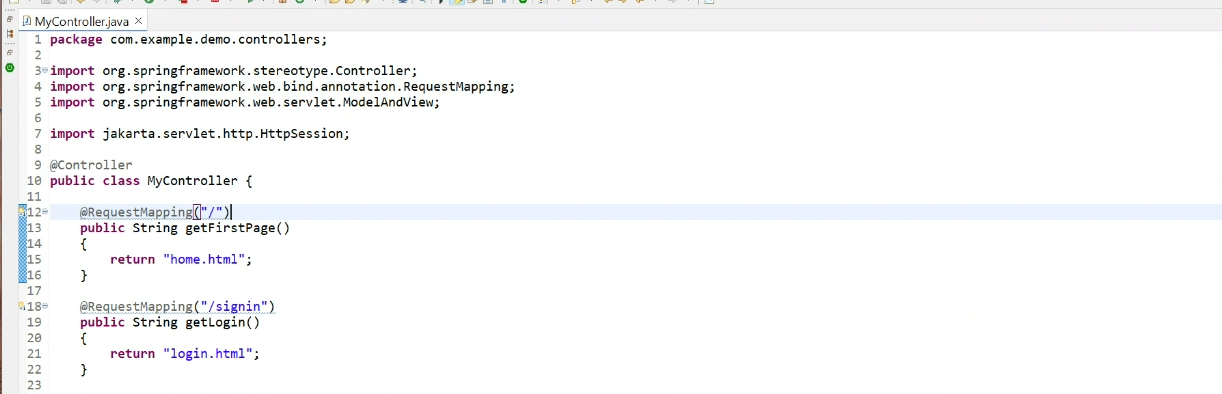 MyController.java
1 package com.example.demo.controllers;
2
3 import org.springframework.stereotype.Controller;
4 import org.springframework.web.bind.annotation.RequestMapping;
5 import org.springframework.web.servlet.ModelAndView;
6
7 import jakarta.servlet.http.HttpSession;
8
9 @Controller
10 public class MyController {
11
12 @RequestMapping("/")
13 public String getFirstPage()
14 {
15 return "home.html";
16 }
17
18 @RequestMapping("/signin")
19 public String getLogin()
20 {
21 return "login.html";
22 }
23